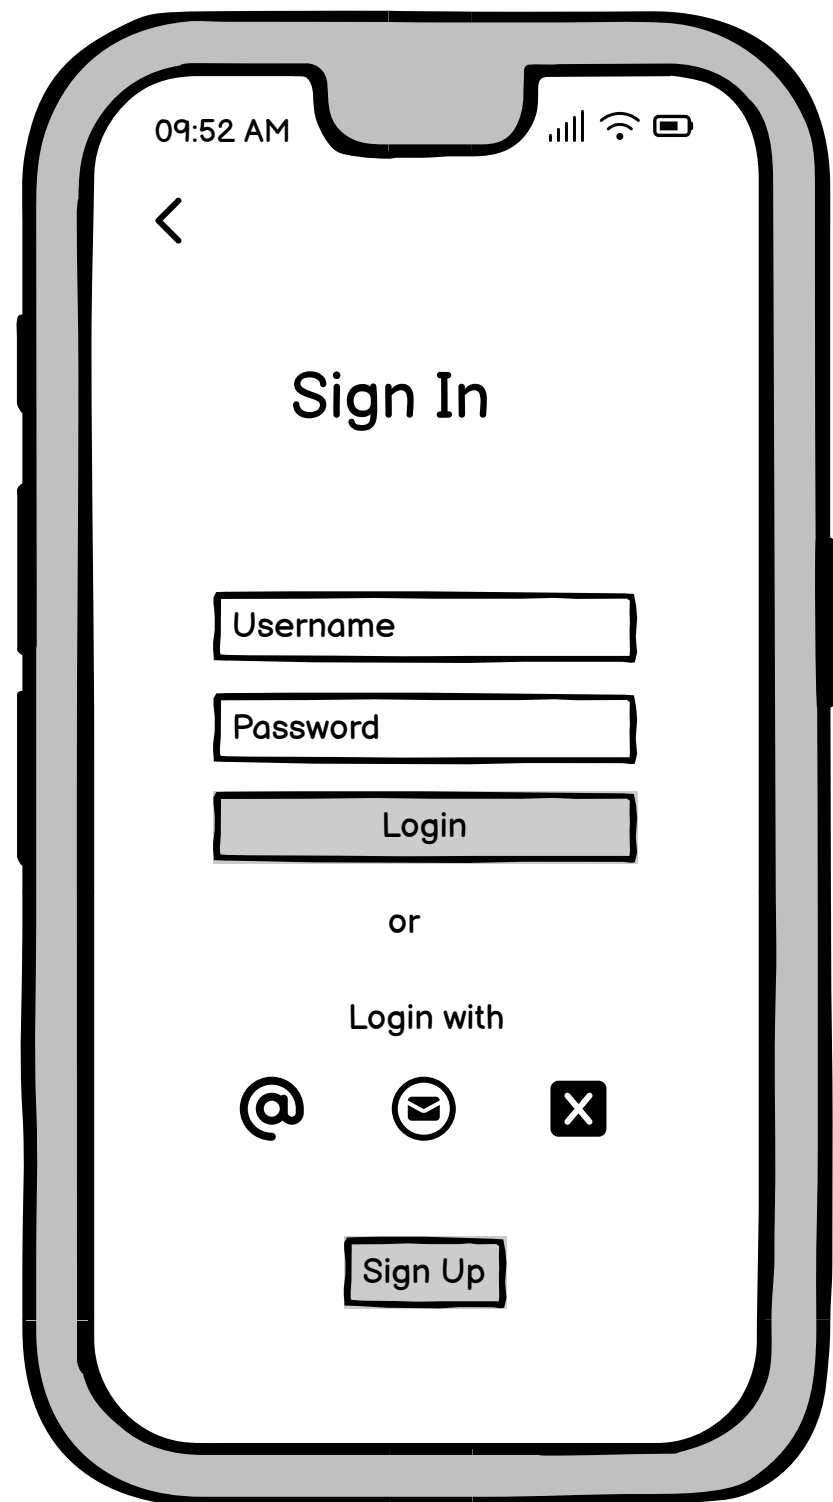 09:52 AM
Sign In
Username
Password
Login
or
Login with
@
X
Sign Up